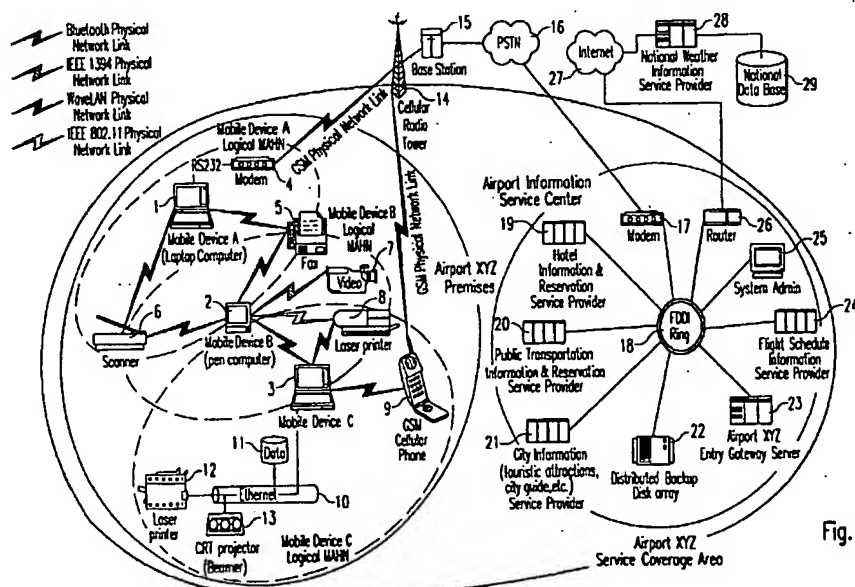 Bluetooth Physical
Network Link
IEEE 1394 Physical
Network Link
WaveLAN Physical
Network Link
IEEE 802.11 Physical
Network Link
15
Base Station
PSTN
16
Internet
27
28
National Weather
Information
Service Provider
National
Data Base
29
14
Cellular
Radio
Tower
GSM Physical Network Link
Mobile Device A
Logical MAHN
RS232
Modem
4
1
Mobile Device A
(Laptop Computer)
5
Fax
Mobile Device B
Logical
MAHN
7
Video
6
Scanner
2
Mobile Device B
(pen computer)
8
Laser printer
Airport XYZ
Premises
GSM Physical Network Link
3
Mobile Device C
9
GSM
Cellular
Phone
11
Data
12
Laser
printer
Ethernet
10
13
CRT projector
(Beamer)
Mobile Device C
Logical MAHN
Airport Information
Service Center
19
Hotel
Information &
Reservation
Service Provider
Modem
17
Router
26
25
System Admin
20
Public Transportation
Information & Reservation
Service Provider
FDDI
Ring
18
24
Flight Schedule
Information
Service Provider
21
City Information
(touristic attractions,
city guide,etc.)
Service Provider
22
Distributed Backup
Disk array
23
Airport XYZ
Entry Gateway Server
Airport XYZ
Service Coverage Area
Fig.